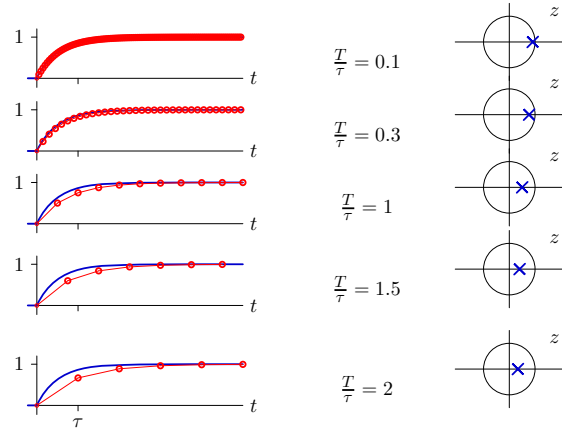 1 t T/τ = 0.1 z
1 t T/τ = 0.3 z
1 t T/τ = 1 z
1 t T/τ = 1.5 z
1 t T/τ = 2 z
τ